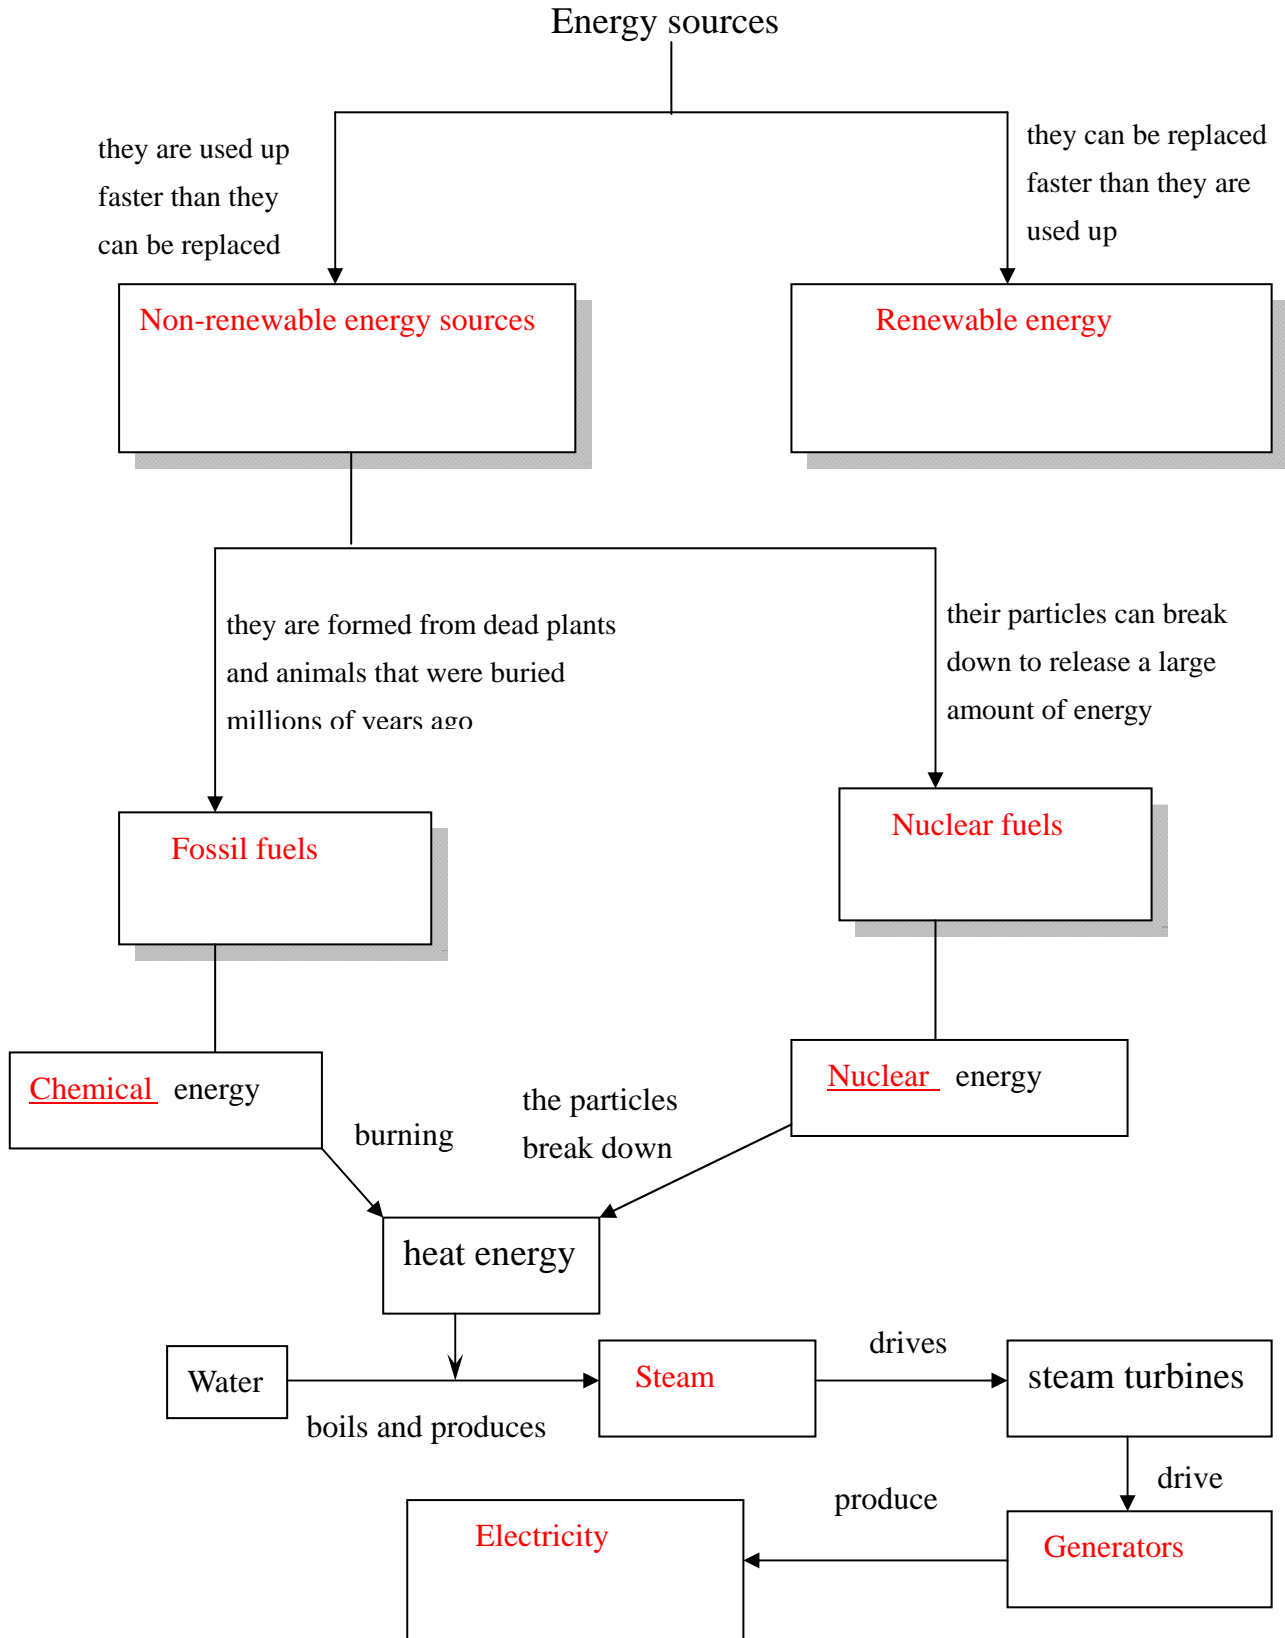 Energy sources
they are used up
faster than they
can be replaced
they can be replaced
faster than they are
used up
Non-renewable energy sources
Renewable energy
they are formed from dead plants
and animals that were buried
millions of years ago
their particles can break
down to release a large
amount of energy
Fossil fuels
Nuclear fuels
Chemical energy
Nuclear energy
burning
the particles
break down
heat energy
Water
boils and produces
Steam
drives
steam turbines
drive
Generators
produce
Electricity